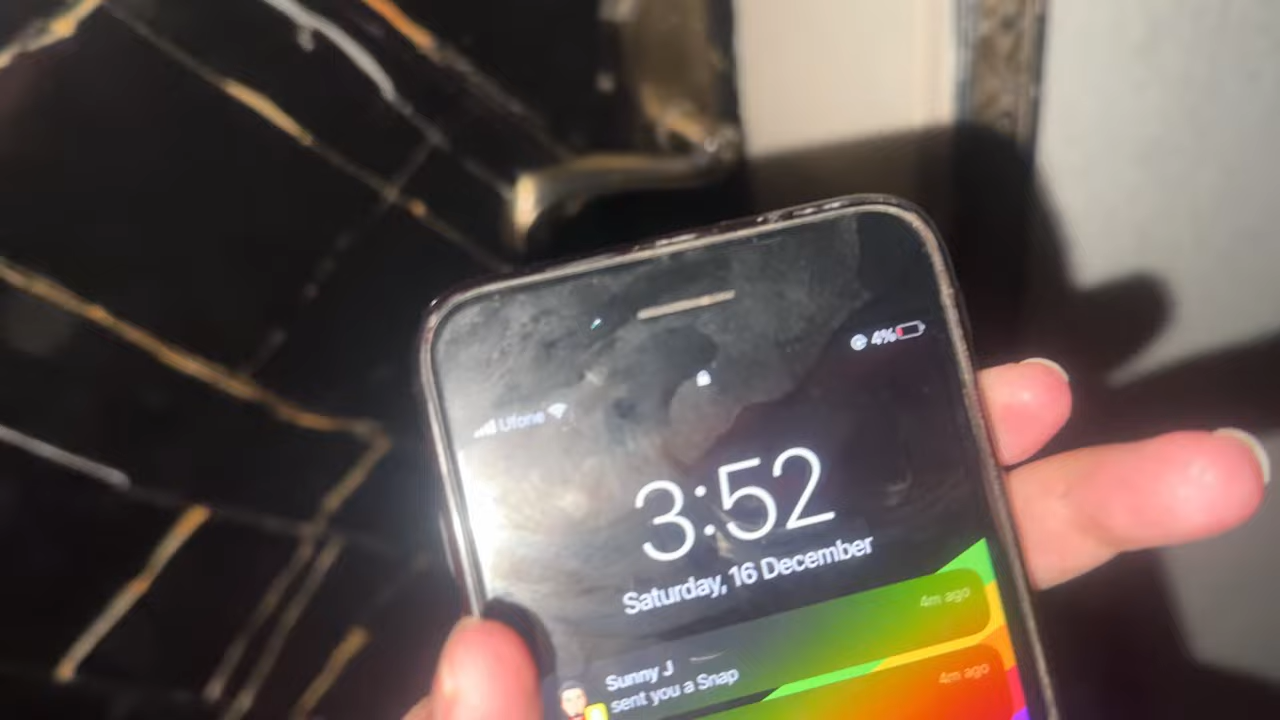 Ufone
4%
3:52
Saturday, 16 December
4m ago
Sunny J
sent you a Snap
4m ago